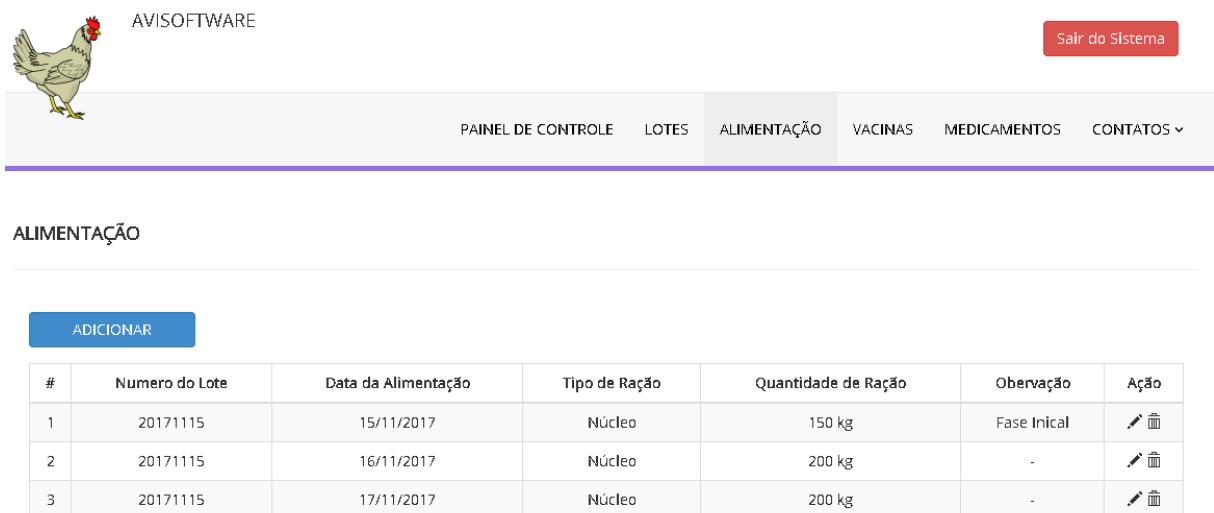 AVISOFTWARE
Sair do Sistema
PAINEL DE CONTROLE LOTES ALIMENTAÇÃO VACINAS MEDICAMENTOS CONTATOS
ALIMENTAÇÃO
ADICIONAR
# Numero do Lote Data da Alimentação Tipo de Ração Quantidade de Ração Obervação Ação
1 20171115 15/11/2017 Núcleo 150 kg Fase Inical
2 20171115 16/11/2017 Núcleo 200 kg -
3 20171115 17/11/2017 Núcleo 200 kg -